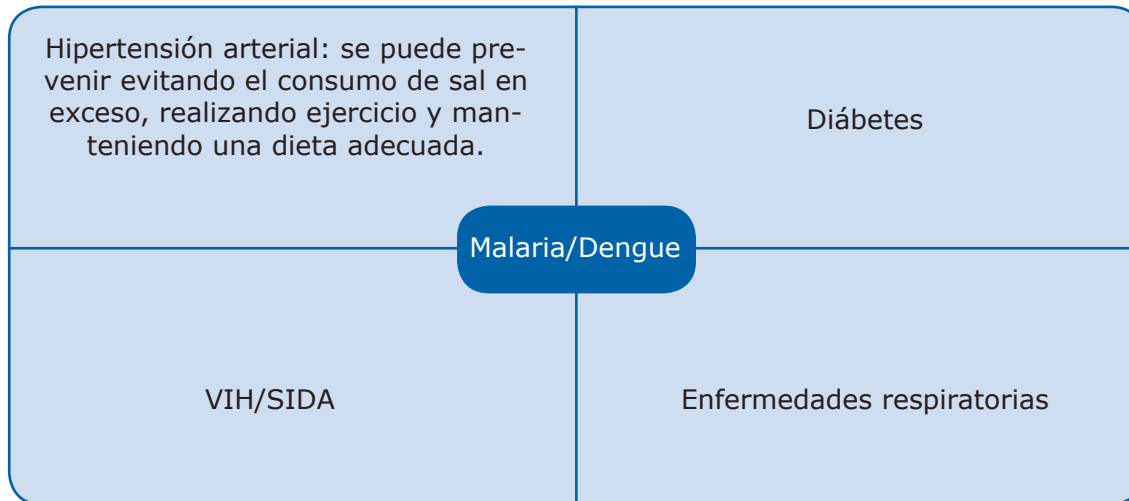 Hipertensión arterial: se puede pre-
venir evitando el consumo de sal en
exceso, realizando ejercicio y man-
teniendo una dieta adecuada.
Diábetes
Malaria/Dengue
VIH/SIDA
Enfermedades respiratorias